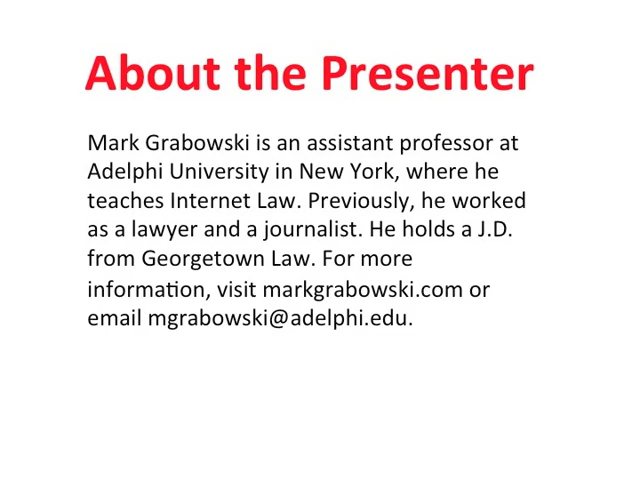 About the Presenter
Mark Grabowski is an assistant professor at
Adelphi University in New York, where he
teaches Internet Law. Previously, he worked
as a lawyer and a journalist. He holds a J.D.
from Georgetown Law. For more
information, visit markgrabowski.com or
email mgrabowski@adelphi.edu.